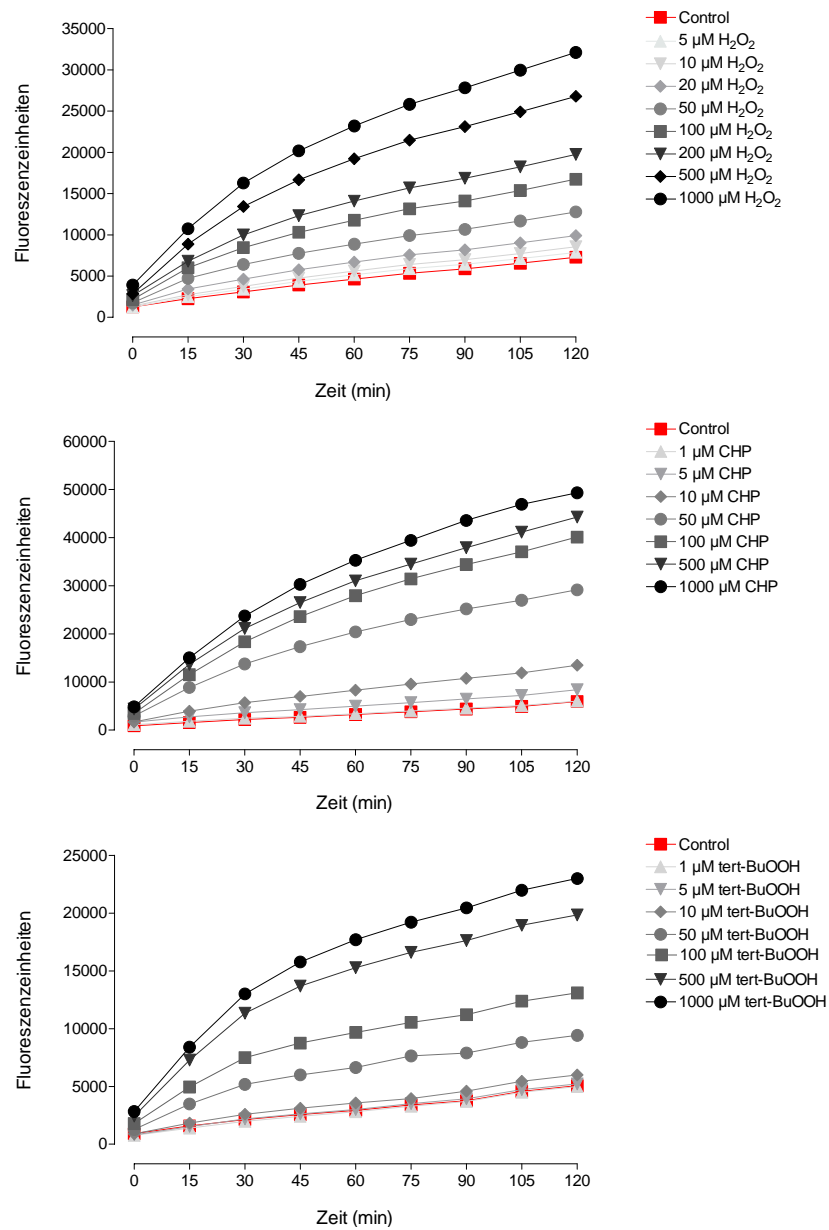 Control
5 µM H₂O₂
10 µM H₂O₂
20 µM H₂O₂
50 µM H₂O₂
100 µM H₂O₂
200 µM H₂O₂
500 µM H₂O₂
1000 µM H₂O₂
Fluoreszenzeinheiten
35000
30000
25000
20000
15000
10000
5000
0
0 15 30 45 60 75 90 105 120
Zeit (min)
Control
1 µM CHP
5 µM CHP
10 µM CHP
50 µM CHP
100 µM CHP
500 µM CHP
1000 µM CHP
Fluoreszenzeinheiten
60000
50000
40000
30000
20000
10000
0
0 15 30 45 60 75 90 105 120
Zeit (min)
Control
1 µM tert-BuOOH
5 µM tert-BuOOH
10 µM tert-BuOOH
50 µM tert-BuOOH
100 µM tert-BuOOH
500 µM tert-BuOOH
1000 µM tert-BuOOH
Fluoreszenzeinheiten
25000
20000
15000
10000
5000
0
0 15 30 45 60 75 90 105 120
Zeit (min)